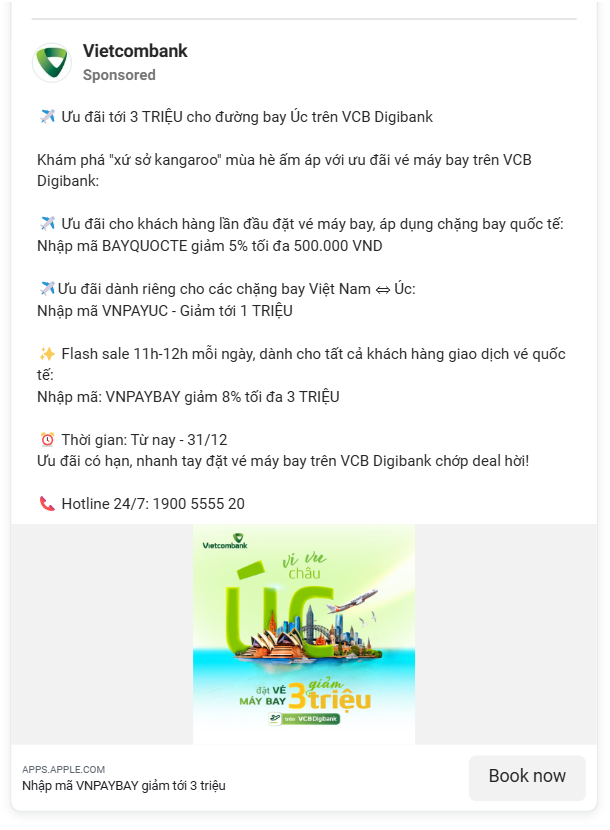 Vietcombank
Sponsored
✈️ Ưu đãi tới 3 TRIỆU cho đường bay Úc trên VCB Digibank
Khám phá "xứ sở kangaroo" mùa hè ấm áp với ưu đãi vé máy bay trên VCB
Digibank:
✈️ Ưu đãi cho khách hàng lần đầu đặt vé máy bay, áp dụng chặng bay quốc tế:
Nhập mã BAYQUOCTE giảm 5% tối đa 500.000 VND
✈️Ưu đãi dành riêng cho các chặng bay Việt Nam ⇔ Úc:
Nhập mã VNPAYUC - Giảm tới 1 TRIỆU
✨ Flash sale 11h-12h mỗi ngày, dành cho tất cả khách hàng giao dịch vé quốc
tế:
Nhập mã: VNPAYBAY giảm 8% tối đa 3 TRIỆU
⏰ Thời gian: Từ nay - 31/12
Ưu đãi có hạn, nhanh tay đặt vé máy bay trên VCB Digibank chớp deal hời!
📞 Hotline 24/7: 1900 5555 20
Vietcombank
vi vu
châu
ÚC
đặt VÉ
MÁY BAY
giảm
3triệu
trên VCBDigibank
APPS.APPLE.COM
Nhập mã VNPAYBAY giảm tới 3 triệu
Book now